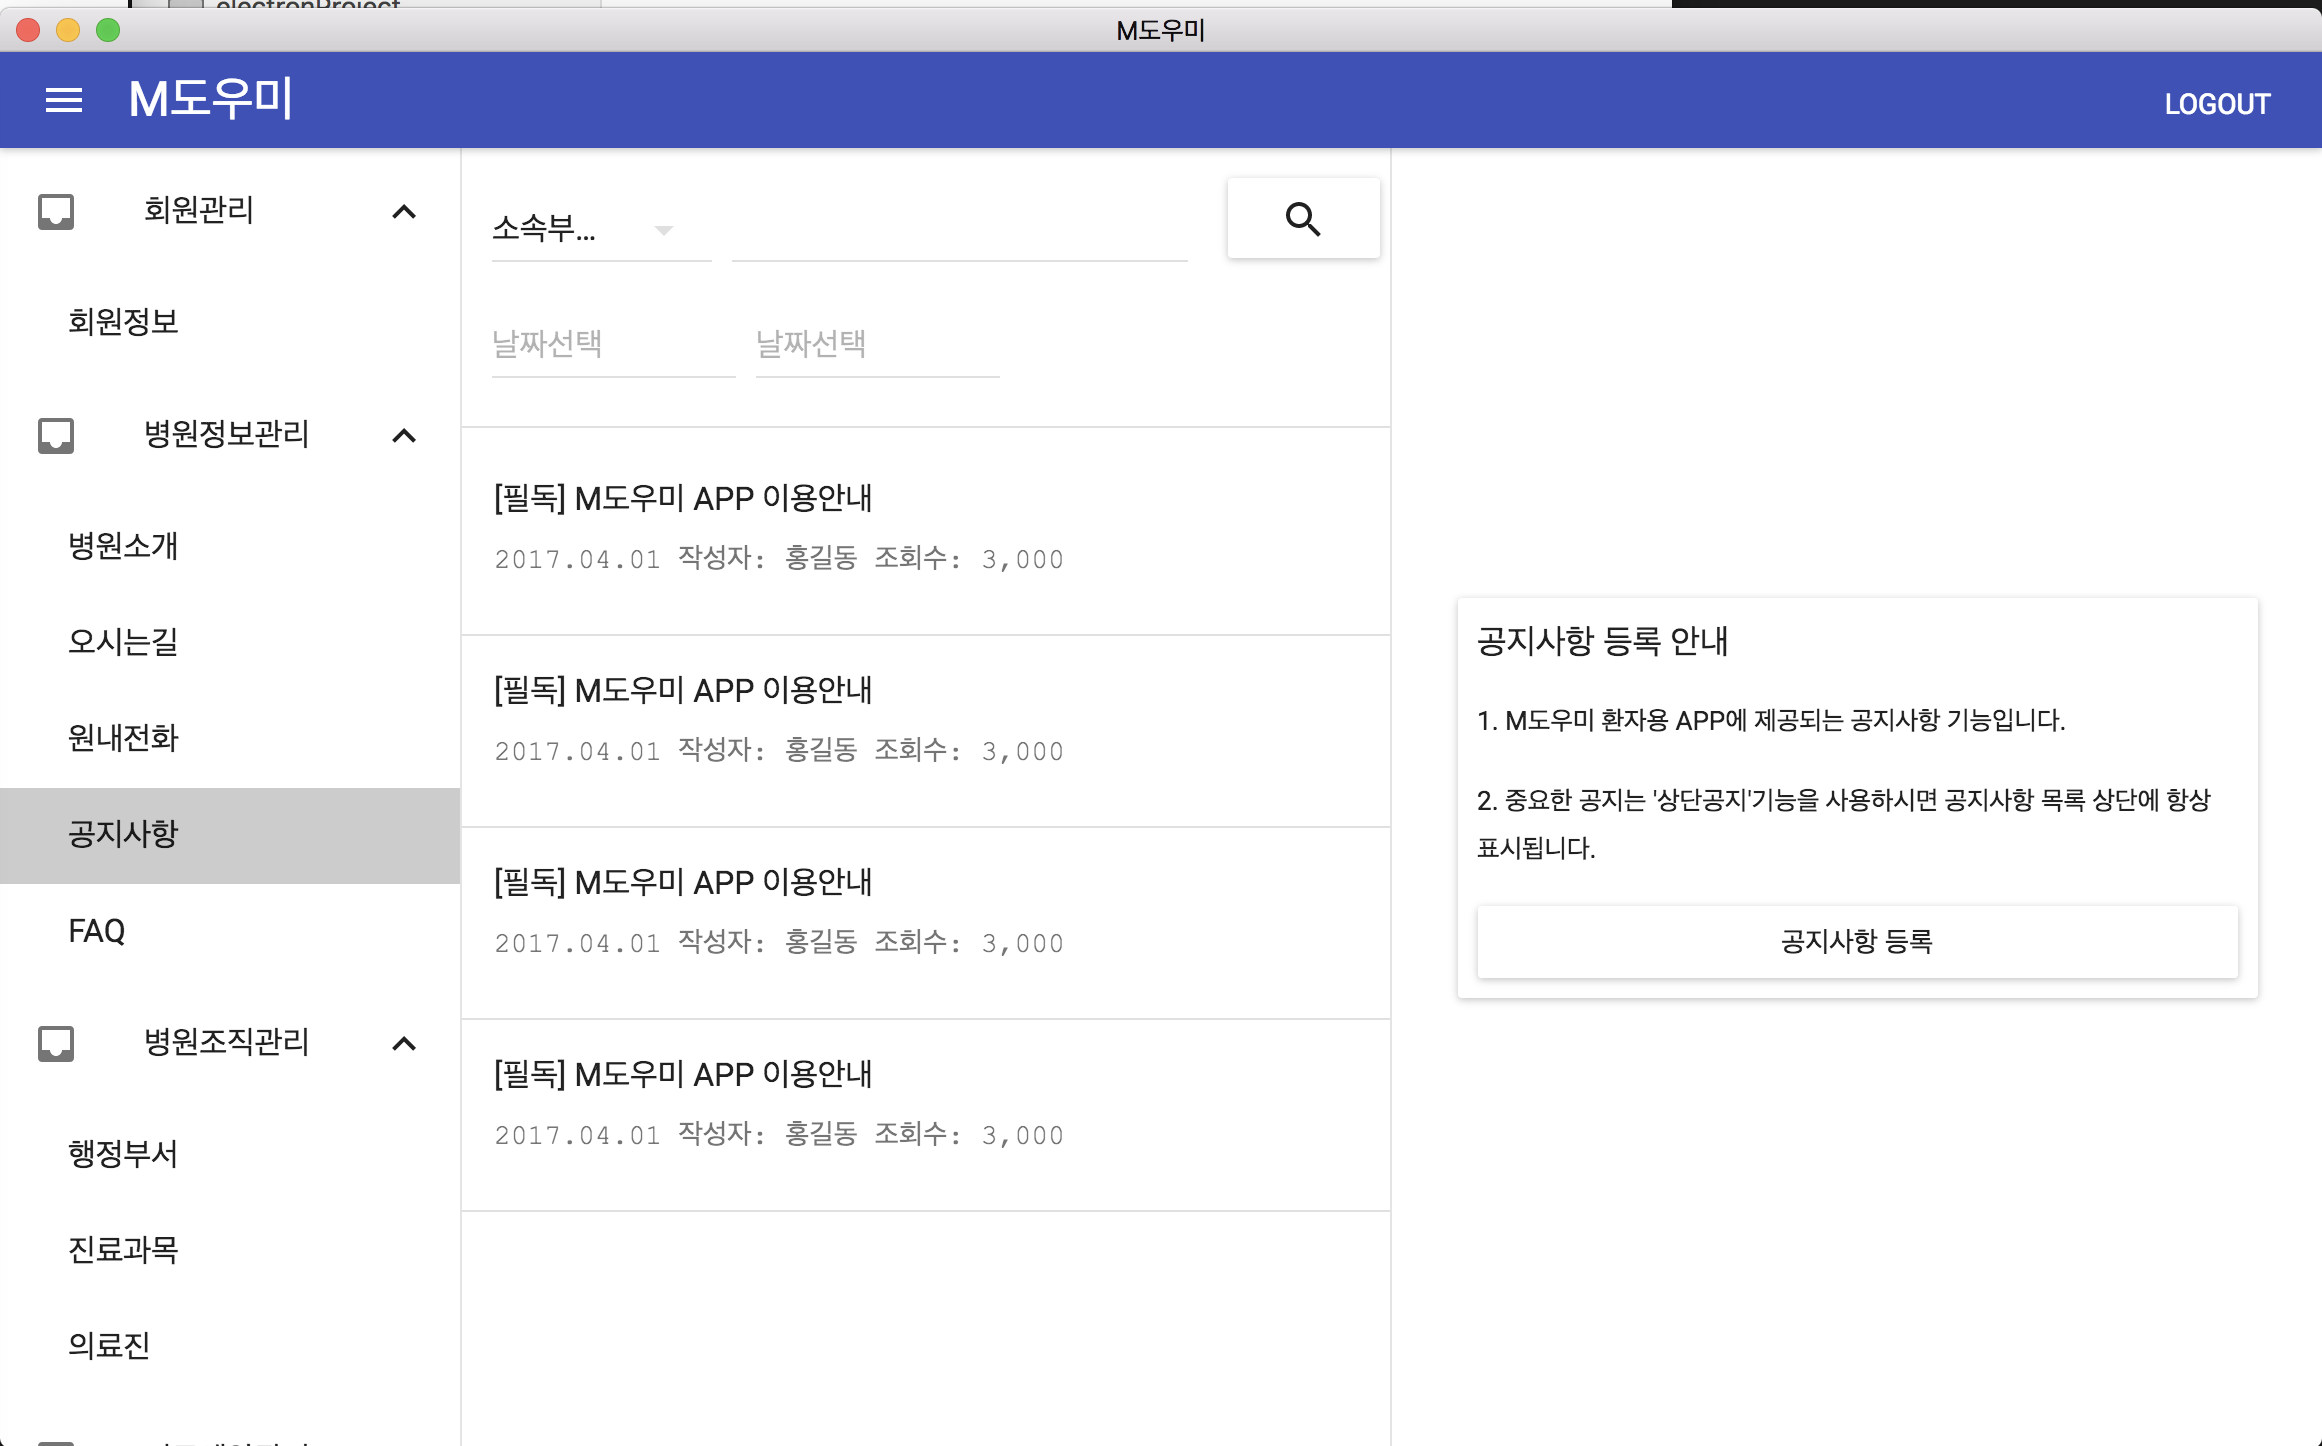 electronProject
M도우미
M도우미
LOGOUT
회원관리
회원정보
병원정보관리
병원소개
오시는길
원내전화
공지사항
FAQ
병원조직관리
행정부서
진료과목
의료진
소속부...
날짜선택 날짜선택
[필독] M도우미 APP 이용안내
2017.04.01 작성자: 홍길동 조회수: 3,000
[필독] M도우미 APP 이용안내
2017.04.01 작성자: 홍길동 조회수: 3,000
[필독] M도우미 APP 이용안내
2017.04.01 작성자: 홍길동 조회수: 3,000
[필독] M도우미 APP 이용안내
2017.04.01 작성자: 홍길동 조회수: 3,000
공지사항 등록 안내
1. M도우미 환자용 APP에 제공되는 공지사항 기능입니다.
2. 중요한 공지는 '상단공지'기능을 사용하시면 공지사항 목록 상단에 항상
표시됩니다.
공지사항 등록